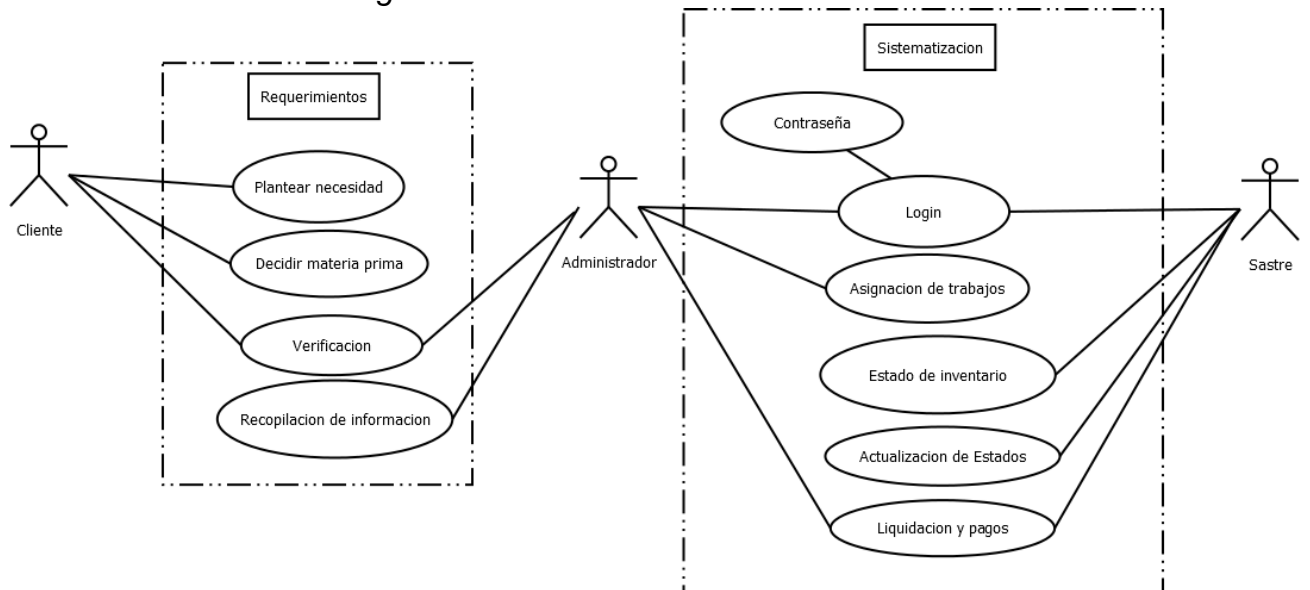 Sistematizacion
Requerimientos
Contraseña
Plantear necesidad
Login
Cliente
Decidir materia prima
Administrador
Sastre
Asignacion de trabajos
Verificacion
Estado de inventario
Recopilacion de informacion
Actualizacion de Estados
Liquidacion y pagos